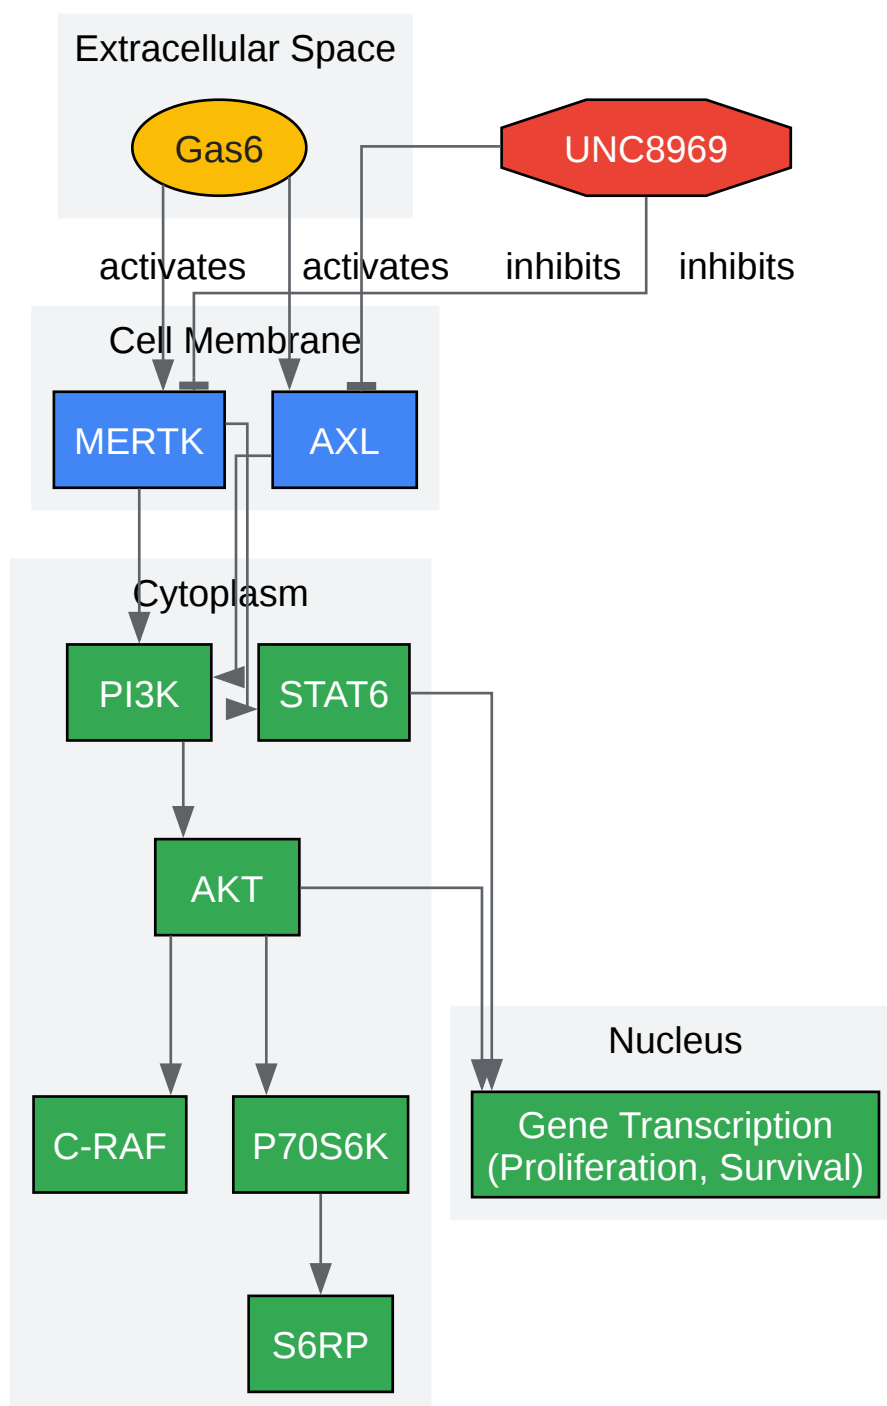 Extracellular Space
Gas6
UNC8969
activates
activates
inhibits
inhibits
Cell Membrane
MERTK
AXL
Cytoplasm
PI3K
STAT6
AKT
Nucleus
C-RAF
P70S6K
Gene Transcription
(Proliferation, Survival)
S6RP